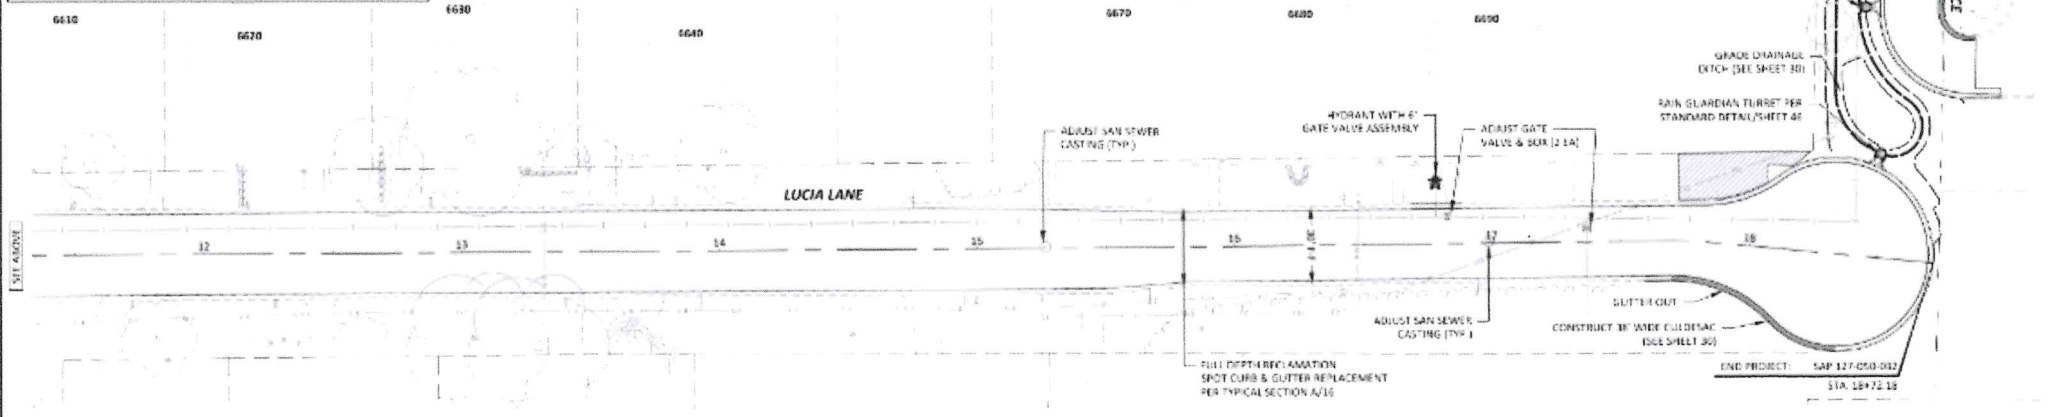 6610
6620
6630
6640
6670
6680
6690
GRADE DRAINAGE
DITCH (SEE SHEET 30)
RAIN GUARDIAN TURRET PER
STANDARD DETAIL/SHEET 46
HYDRANT WITH 6"
GATE VALVE ASSEMBLY
ADJUST GATE
VALVE & BOX (2 EA)
ADJUST SAN SEWER
CASTING (TYP.)
LUCIA LANE
SEE ABOVE
12
13
14
15
16
17
18
GUTTER OUT
CONSTRUCT 38' WIDE CULDESAC
(SEE SHEET 30)
ADJUST SAN SEWER
CASTING (TYP.)
FULL DEPTH RECLAMATION
SPOT CURB & GUTTER REPLACEMENT
PER TYPICAL SECTION A/16
END PROJECT: SAP 127-050-032
STA. 18+72.18